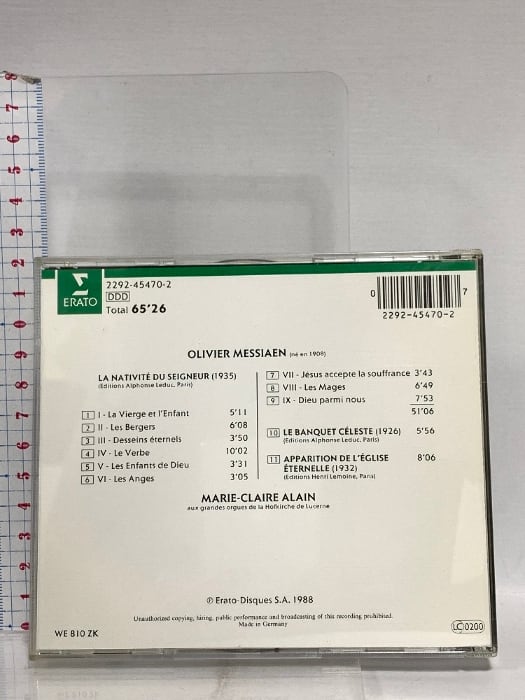 ERATO
2292-45470-2
DDD
Total 65'26
0 7
2292-45470-2
OLIVIER MESSIAEN (né en 1908)
LA NATIVITÉ DU SEIGNEUR (1935)
(Editions Alphonse Leduc, Paris)
1 I - La Vierge et l'Enfant 5'11
2 II - Les Bergers 6'08
3 III - Desseins éternels 3'50
4 IV - Le Verbe 10'02
5 V - Les Enfants de Dieu 3'31
6 VI - Les Anges 3'05
7 VII - Jésus accepte la souffrance 3'43
8 VIII - Les Mages 6'49
9 IX - Dieu parmi nous 7'53
51'06
10 LE BANQUET CÉLESTE (1926) 5'56
(Editions Alphonse Leduc, Paris)
11 APPARITION DE L'ÉGLISE
ÉTERNELLE (1932) 8'06
(Editions Henri Lemoine, Paris)
MARIE-CLAIRE ALAIN
aux grandes orgues de la Hofkirche de Lucerne
℗ Erato-Disques S.A. 1988
Unauthorized copying, hiring, public performance and broadcasting of this recording prohibited.
Made in Germany
WE 810 ZK
LC 0200